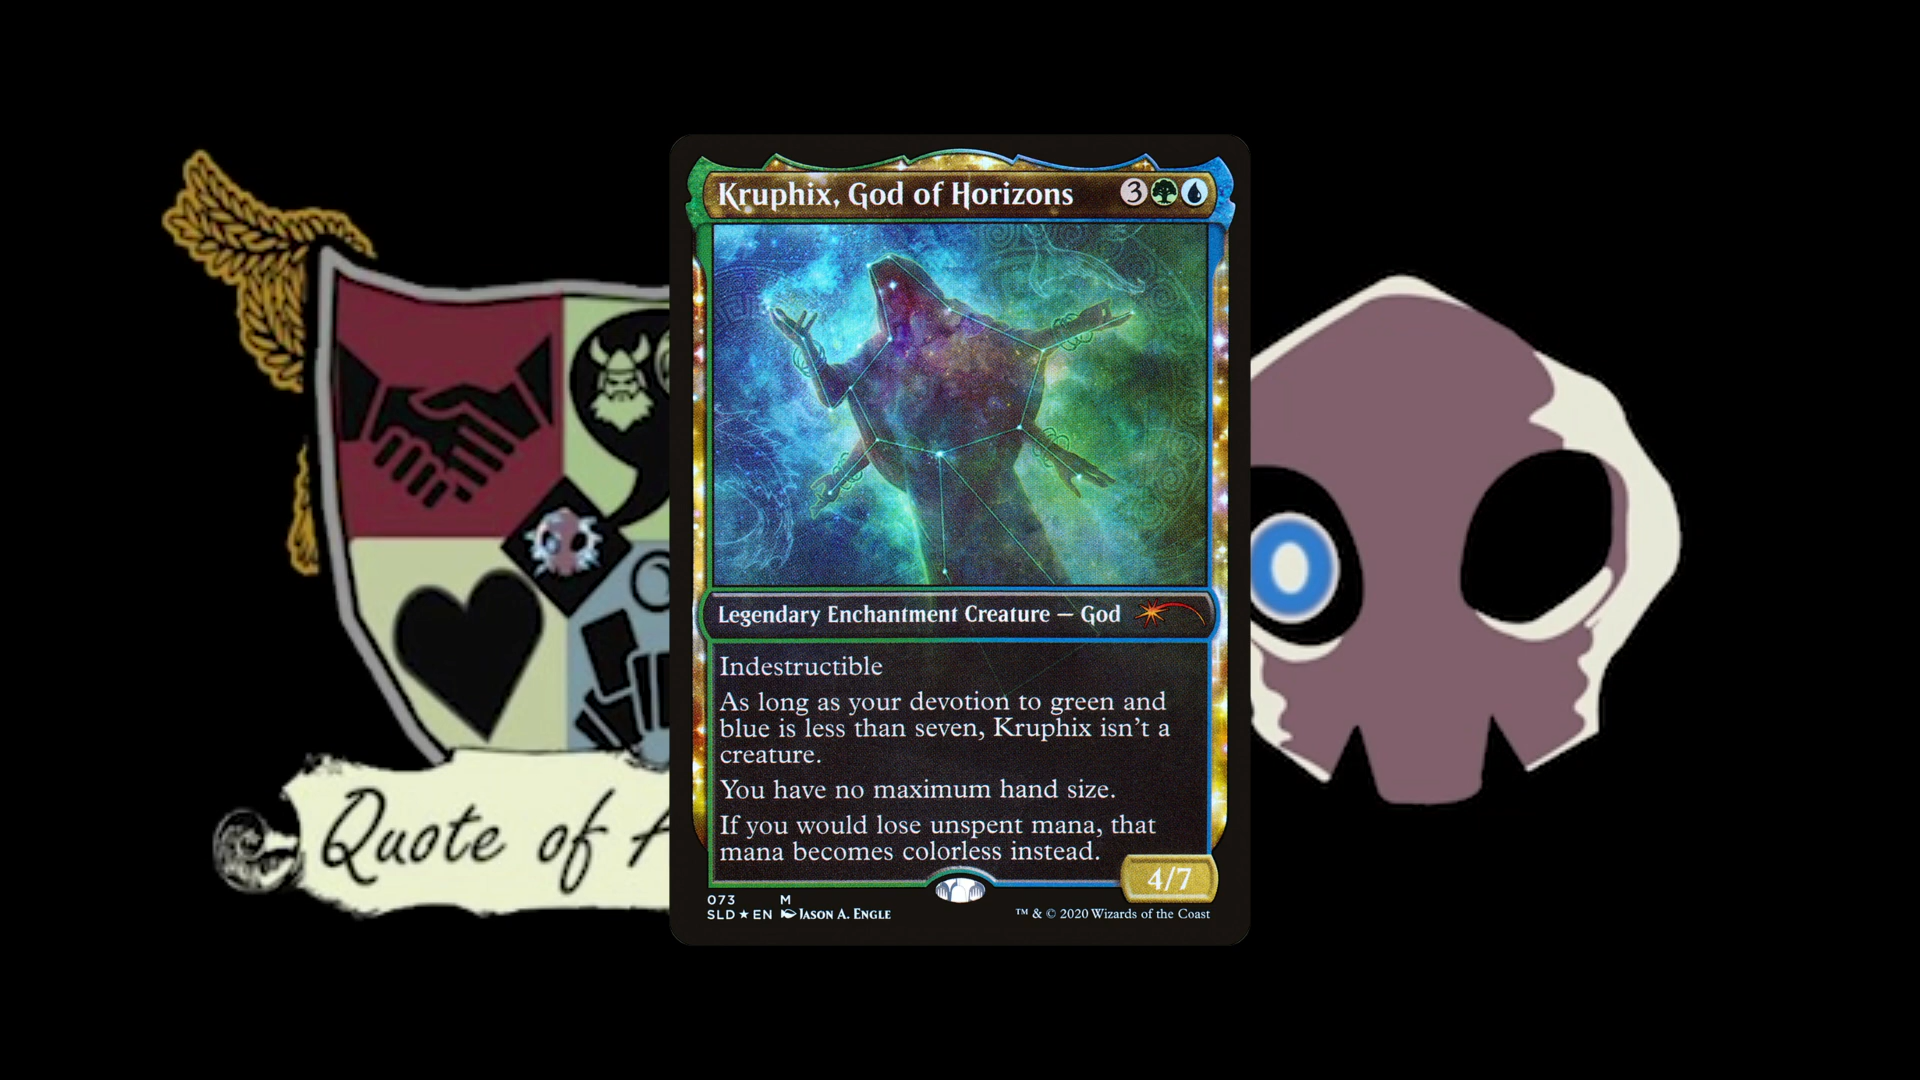 Kruphix, God of Horizons 3
Legendary Enchantment Creature — God
Indestructible
As long as your devotion to green and
blue is less than seven, Kruphix isn't a
creature.
You have no maximum hand size.
If you would lose unspent mana, that
mana becomes colorless instead.
4/7
073 M
SLD ★ EN Jason A. Engle
™ & © 2020 Wizards of the Coast
Quote of